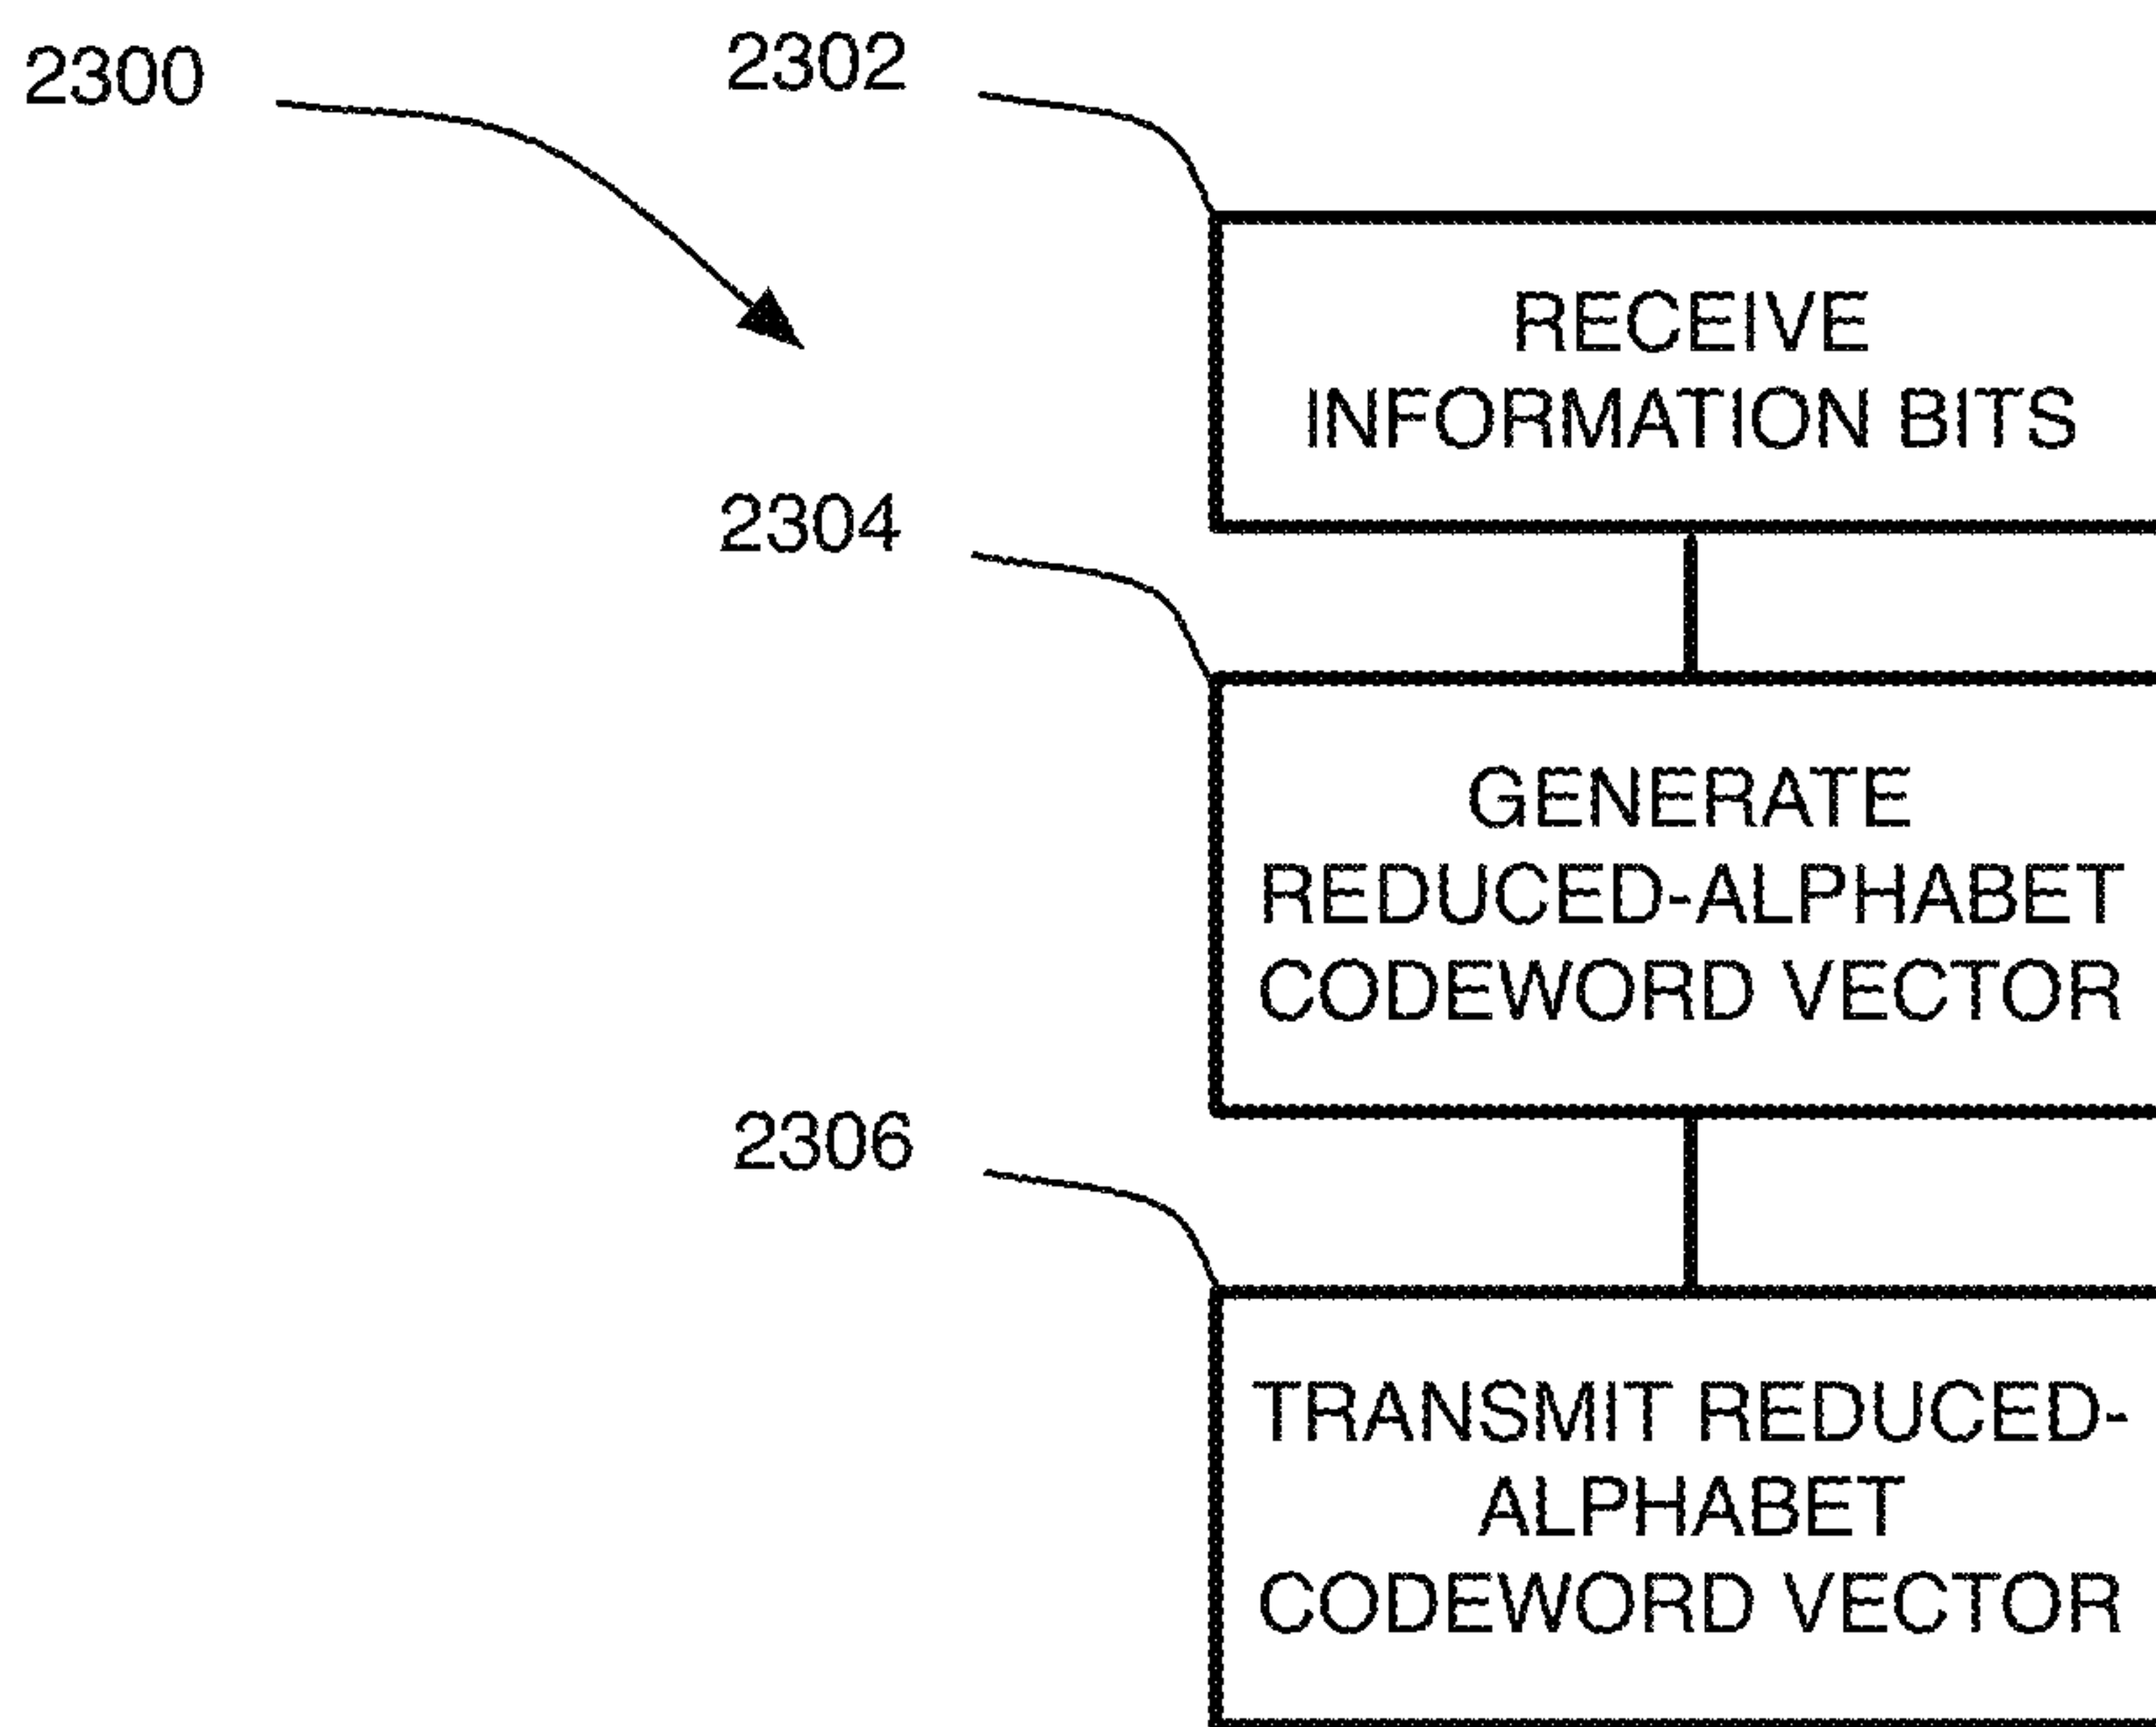 2300
2302
RECEIVE
INFORMATION BITS
2304
GENERATE
REDUCED-ALPHABET
CODEWORD VECTOR
2306
TRANSMIT REDUCED-
ALPHABET
CODEWORD VECTOR